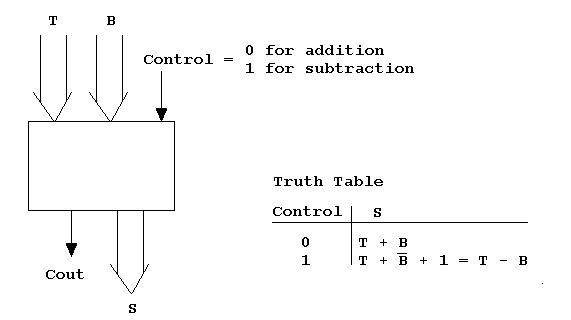 T B
Control = 0 for addition
1 for subtraction
Truth Table
Control S
0 T + B
1 T + B̅ + 1 = T - B
Cout
S